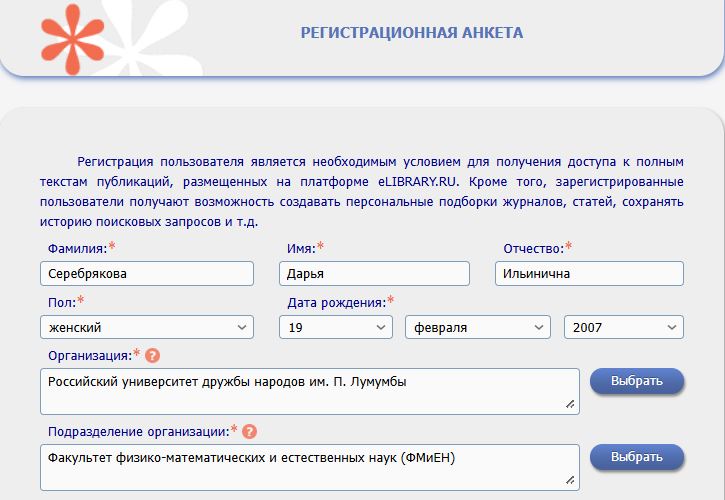 РЕГИСТРАЦИОННАЯ АНКЕТА
Регистрация пользователя является необходимым условием для получения доступа к полным
текстам публикаций, размещенных на платформе eLIBRARY.RU. Кроме того, зарегистрированные
пользователи получают возможность создавать персональные подборки журналов, статей, сохранять
историю поисковых запросов и т.д.
Фамилия:* Имя:* Отчество:*
Серебрякова Дарья Ильинична
Пол:* Дата рождения:*
женский 19 февраля 2007
Организация:* ?
Российский университет дружбы народов им. П. Лумумбы Выбрать
Подразделение организации:* ?
Факультет физико-математических и естественных наук (ФМиЕН) Выбрать